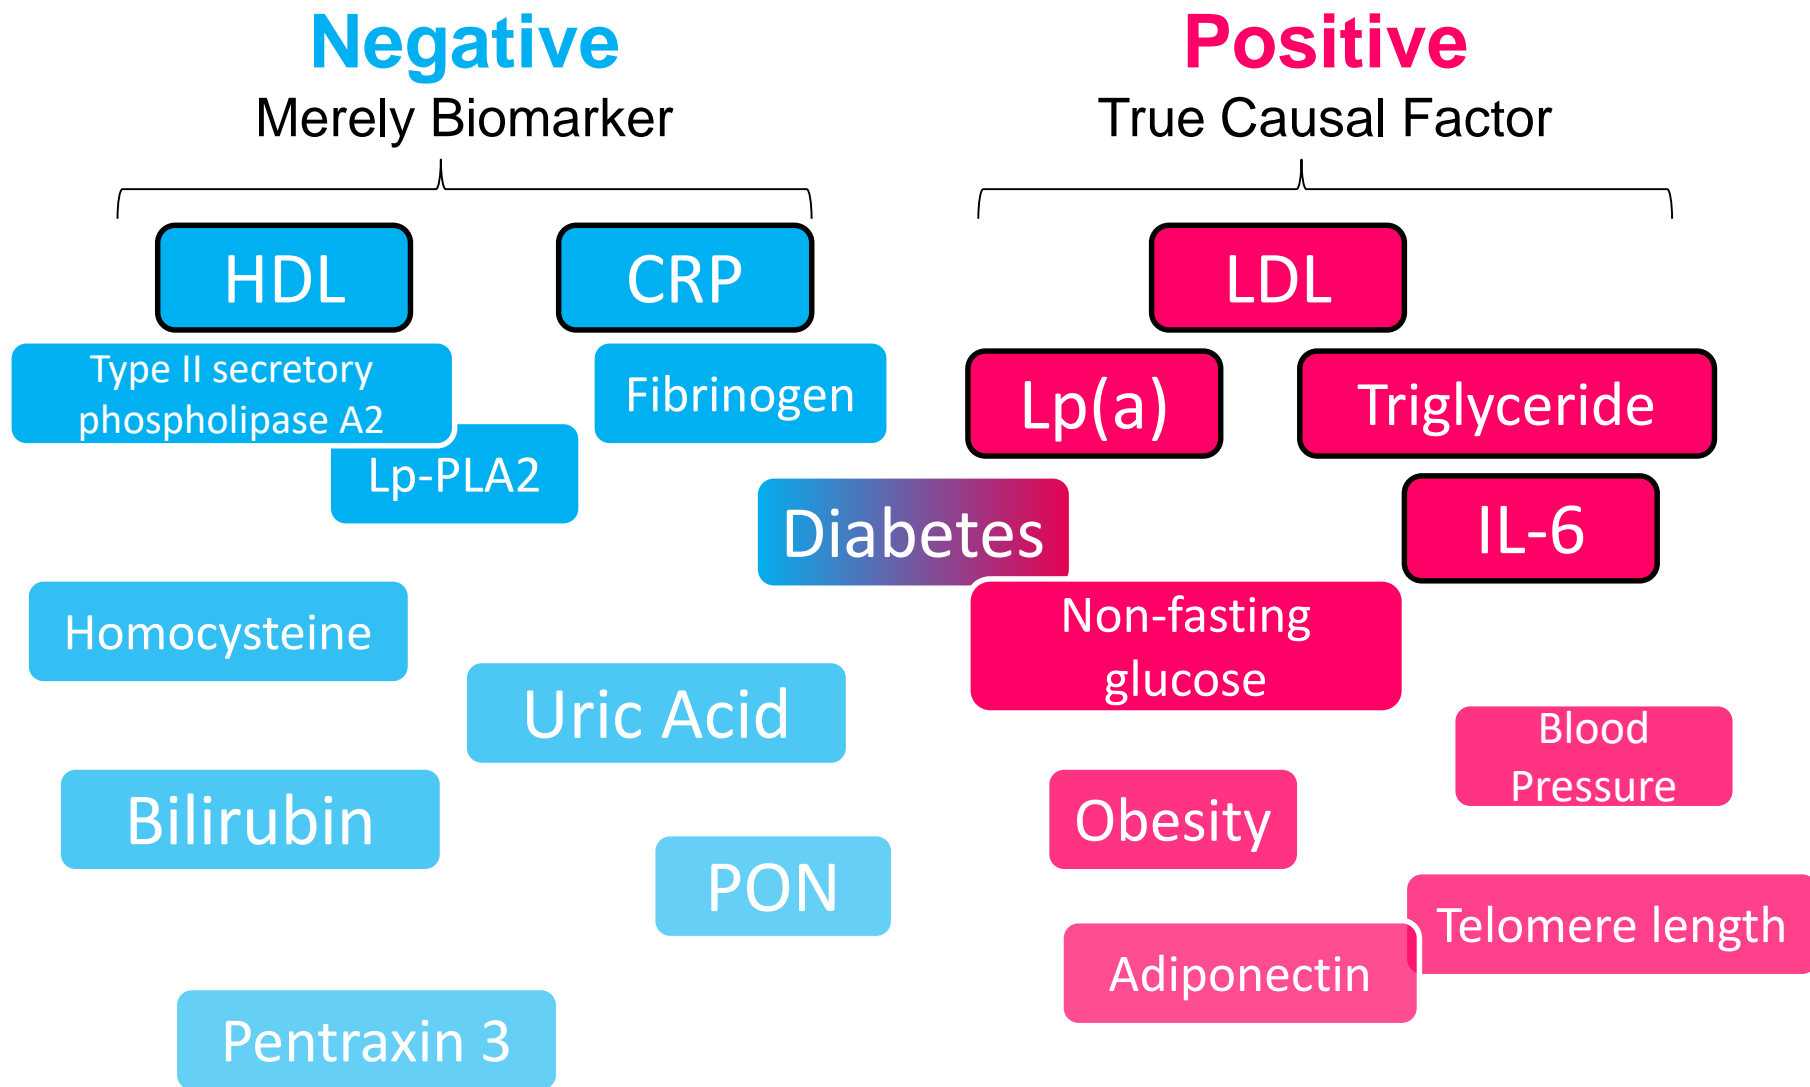 Negative
Merely Biomarker
HDL
CRP
Type II secretory
phospholipase A2
Fibrinogen
Lp-PLA2
Homocysteine
Uric Acid
Bilirubin
PON
Pentraxin 3
Diabetes
Positive
True Causal Factor
LDL
Lp(a)
Triglyceride
IL-6
Non-fasting
glucose
Blood
Pressure
Obesity
Telomere length
Adiponectin